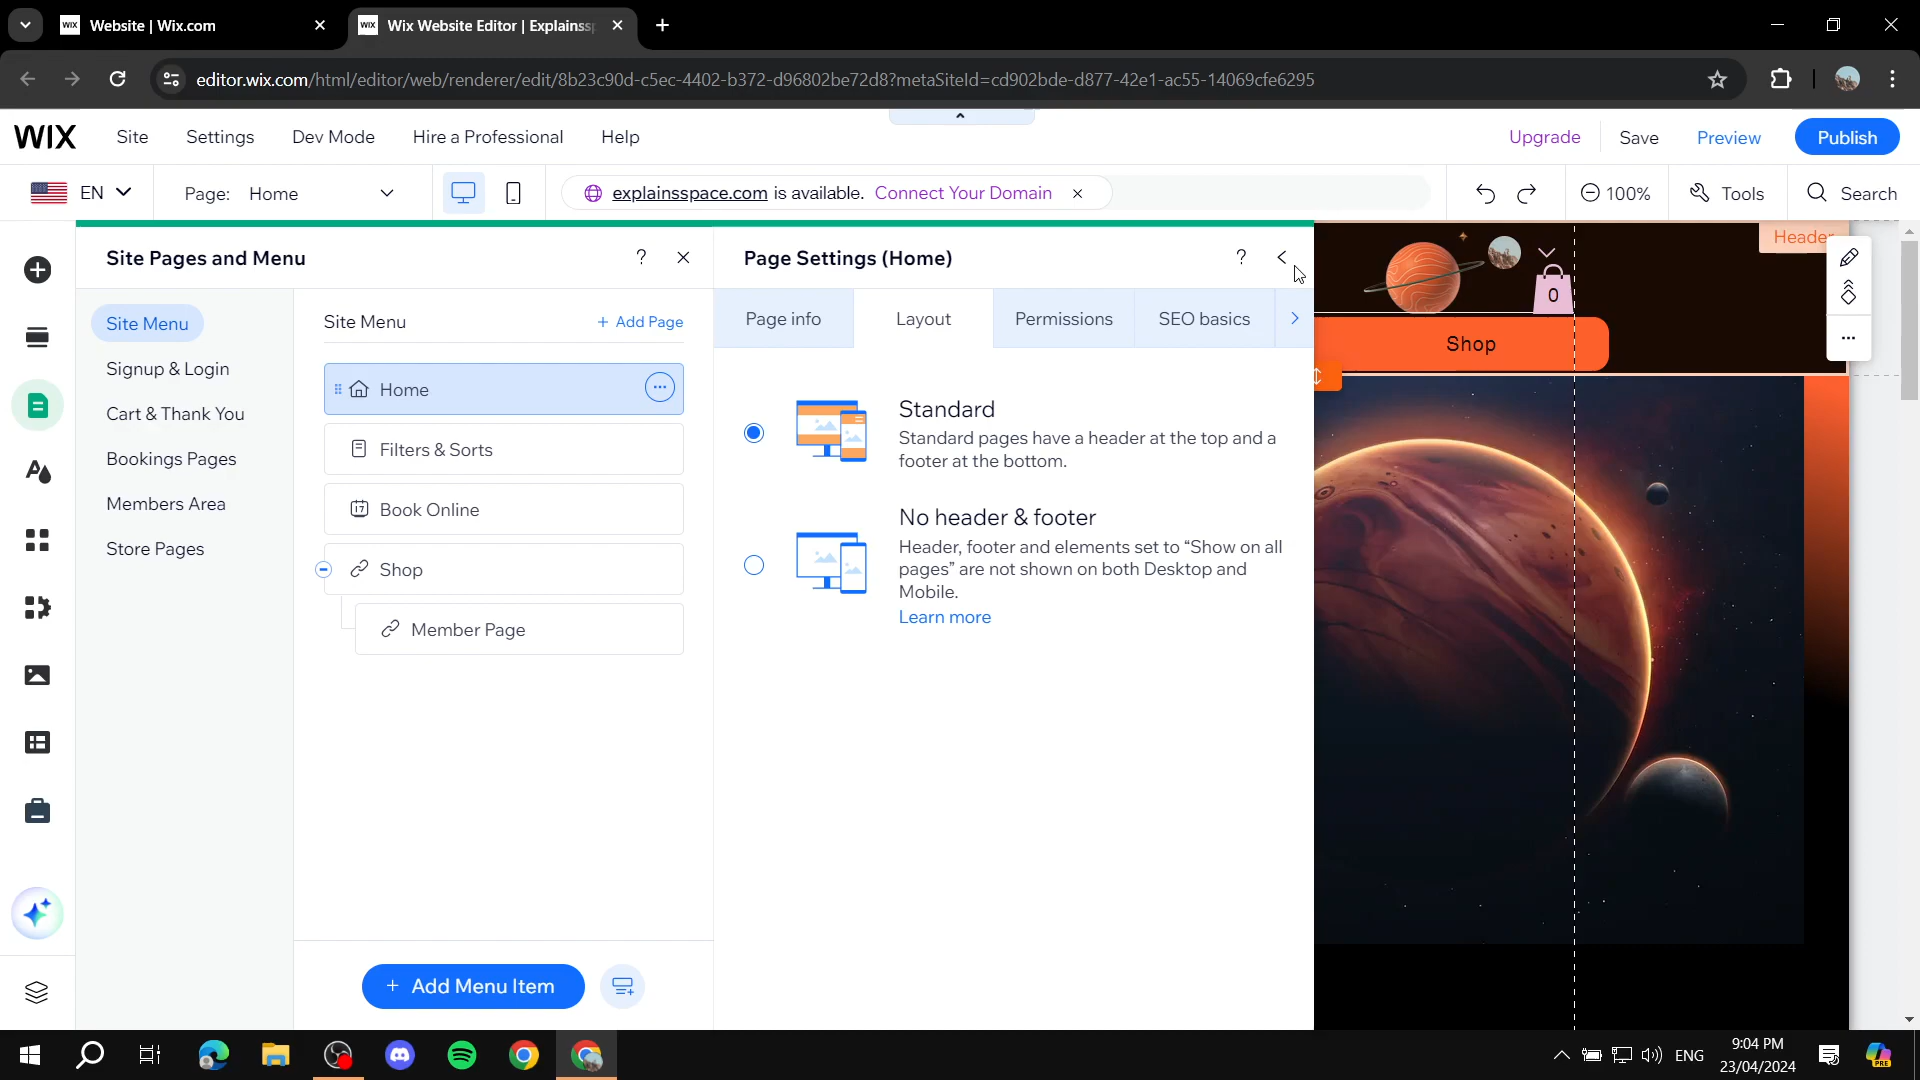 WIX Website | Wix.com
WIX Wix Website Editor | Explainssp
editor.wix.com/html/editor/web/renderer/edit/8b23c90d-c5ec-4402-b372-d96802be72d8?metaSiteId=cd902bde-d877-42e1-ac55-14069cfe6295
WIX Site Settings Dev Mode Hire a Professional Help Upgrade Save Preview Publish
EN Page: Home explainsspace.com is available. Connect Your Domain 100% Tools Search
Site Pages and Menu ?
Page Settings (Home) ?
Header
0
Shop
Site Menu
Signup & Login
Cart & Thank You
Bookings Pages
Members Area
Store Pages
Site Menu + Add Page
Home
Filters & Sorts
17 Book Online
Shop
Member Page
+ Add Menu Item
Page info Layout Permissions SEO basics
Standard
Standard pages have a header at the top and a
footer at the bottom.
No header & footer
Header, footer and elements set to “Show on all
pages” are not shown on both Desktop and
Mobile.
Learn more
ENG
9:04 PM
23/04/2024
PRE